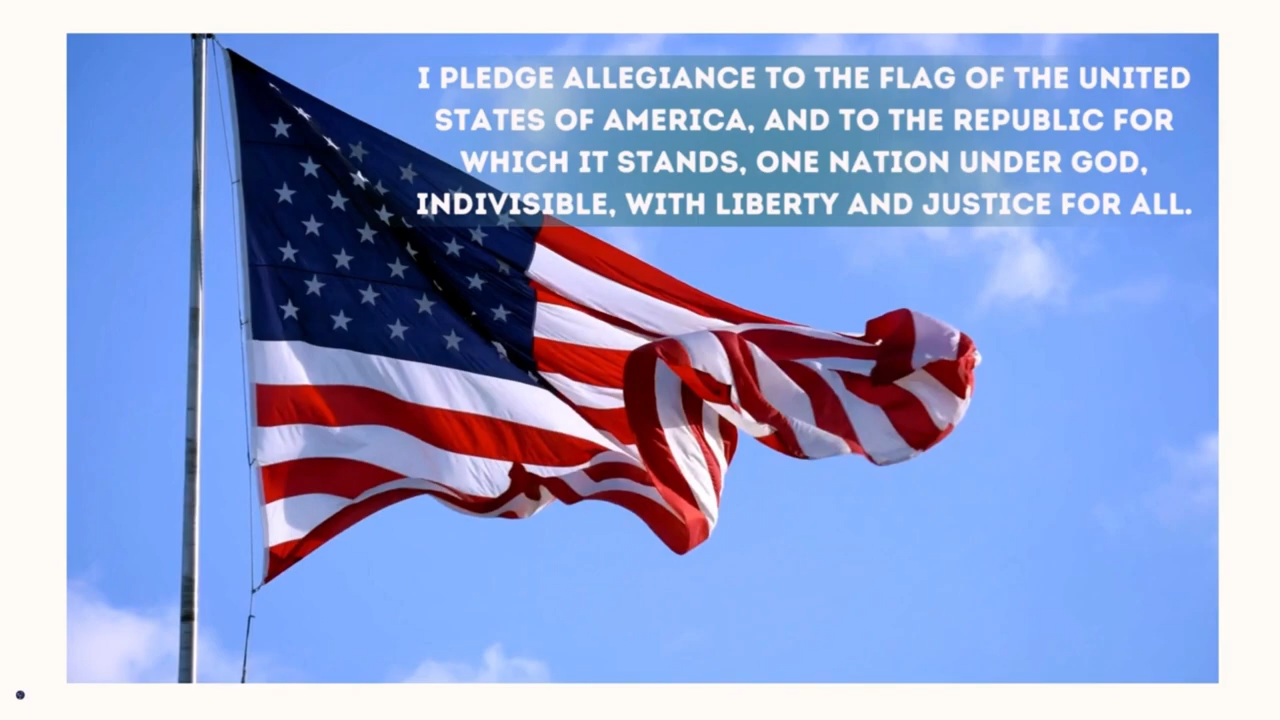 I PLEDGE ALLEGIANCE TO THE FLAG OF THE UNITED
STATES OF AMERICA, AND TO THE REPUBLIC FOR
WHICH IT STANDS, ONE NATION UNDER GOD,
INDIVISIBLE, WITH LIBERTY AND JUSTICE FOR ALL.